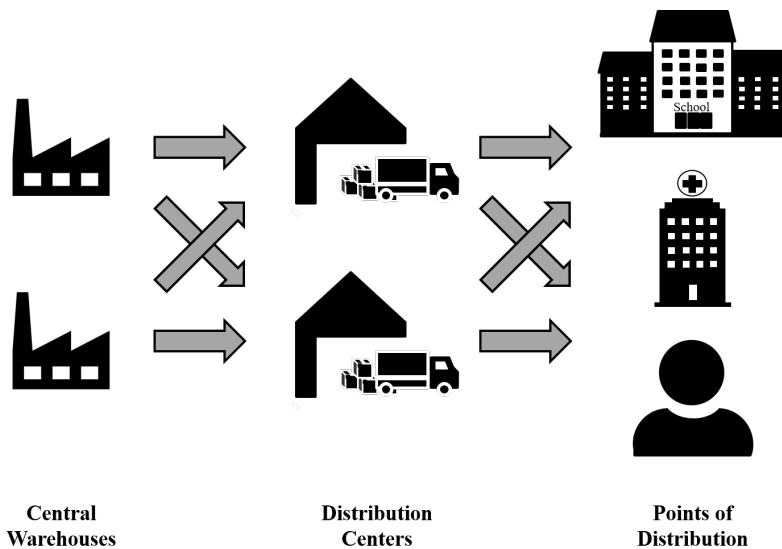 School
Central
Warehouses
Distribution
Centers
Points of
Distribution